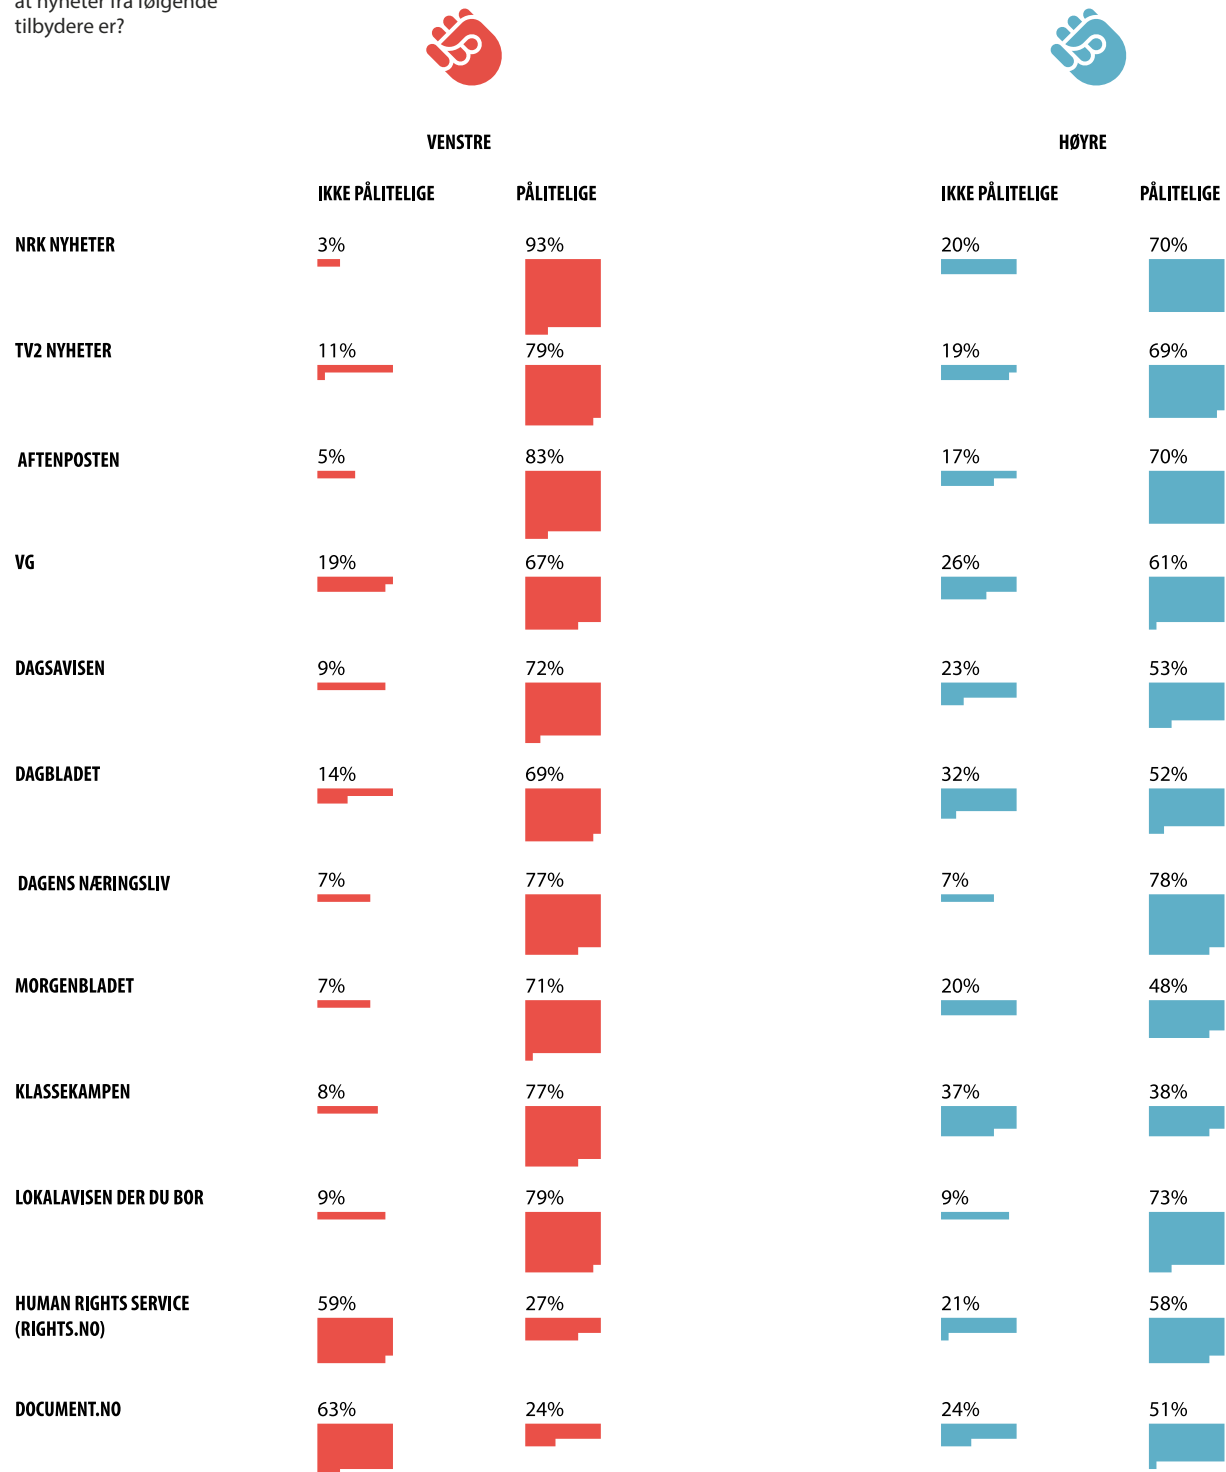 at nyheter fra følgende
tilbydere er?
VENSTRE HØYRE
IKKE PÅLITELIGE PÅLITELIGE IKKE PÅLITELIGE PÅLITELIGE
NRK NYHETER 3% 93% 20% 70%
TV2 NYHETER 11% 79% 19% 69%
AFTENPOSTEN 5% 83% 17% 70%
VG 19% 67% 26% 61%
DAGSAVISEN 9% 72% 23% 53%
DAGBLADET 14% 69% 32% 52%
DAGENS NÆRINGSLIV 7% 77% 7% 78%
MORGENBLADET 7% 71% 20% 48%
KLASSEKAMPEN 8% 77% 37% 38%
LOKALAVISEN DER DU BOR 9% 79% 9% 73%
HUMAN RIGHTS SERVICE 59% 27% 21% 58%
(RIGHTS.NO)
DOCUMENT.NO 63% 24% 24% 51%